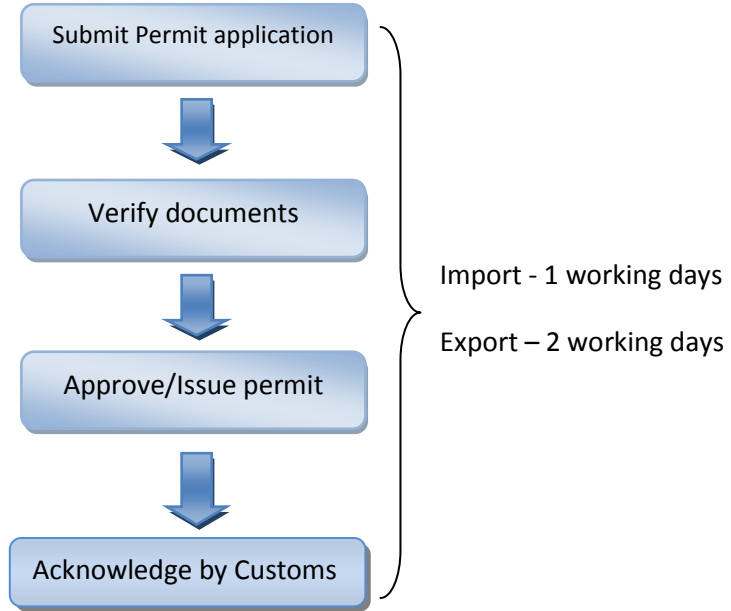 Submit Permit application
Verify documents
Approve/Issue permit
Acknowledge by Customs
Import - 1 working days
Export – 2 working days